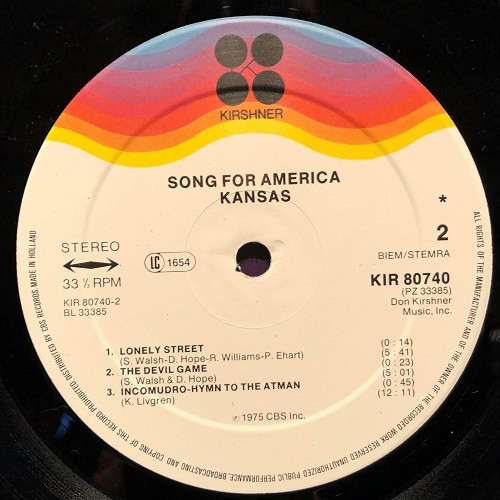 KIRSHNER
SONG FOR AMERICA
KANSAS
*
STEREO
33 ⅓ RPM
KIR 80740-2
BL 33385
LC 1654
2
BIEM/STEMRA
KIR 80740
(PZ 33385)
Don Kirshner
Music, Inc.
1. LONELY STREET (0 : 14)
(S. Walsh-D. Hope-R. Williams-P. Ehart) (5 : 41)
2. THE DEVIL GAME (0 : 23)
(S. Walsh & D. Hope) (5 : 01)
3. INCOMUDRO-HYMN TO THE ATMAN (0 : 45)
(K. Livgren) (12 : 11)
℗ 1975 CBS Inc.
ALL RIGHTS OF THE MANUFACTURER AND OF THE OWNER OF THE RECORDED WORK RESERVED UNAUTHORIZED PUBLIC PERFORMANCE BROADCASTING AND COPYING OF THIS RECORD PROHIBITED DISTRIBUTED BY CBS RECORDS MADE IN HOLLAND